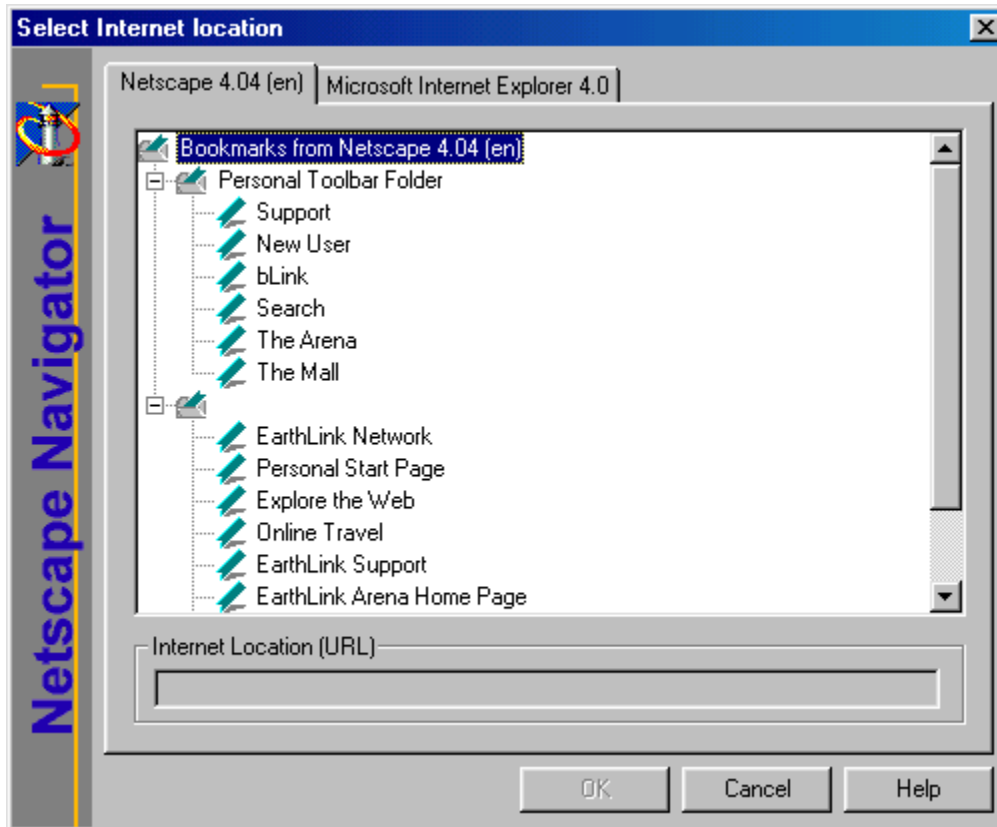 Select Internet location
Netscape 4.04 (en)
Microsoft Internet Explorer 4.0
Netscape Navigator
Bookmarks from Netscape 4.04 (en)
Personal Toolbar Folder
Support
New User
bLink
Search
The Arena
The Mall
EarthLink Network
Personal Start Page
Explore the Web
Online Travel
EarthLink Support
EarthLink Arena Home Page
Internet Location (URL)
OK
Cancel
Help